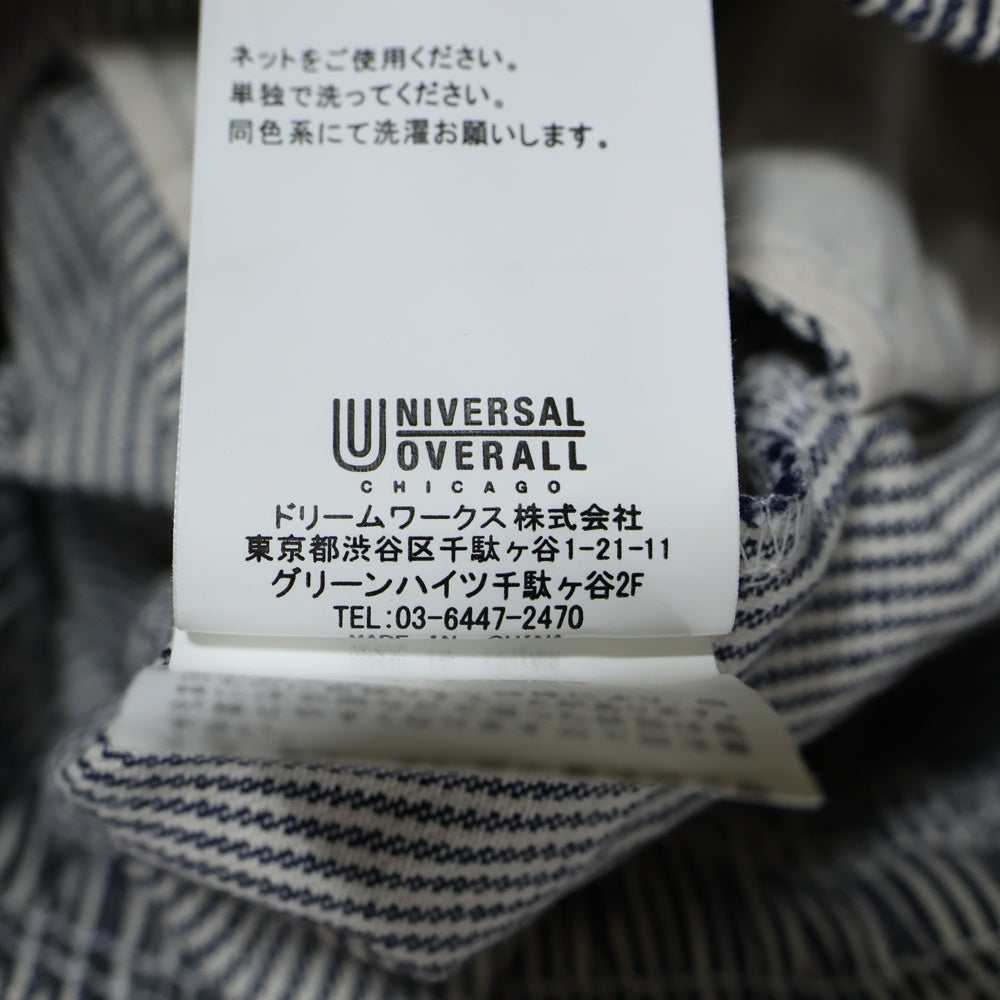 ネットをご使用ください。
単独で洗ってください。
同色系にて洗濯お願いします。
UNIVERSAL
OVERALL
CHICAGO
ドリームワークス株式会社
東京都渋谷区千駄ヶ谷1-21-11
グリーンハイツ千駄ヶ谷2F
TEL:03-6447-2470
MADE IN CHINA